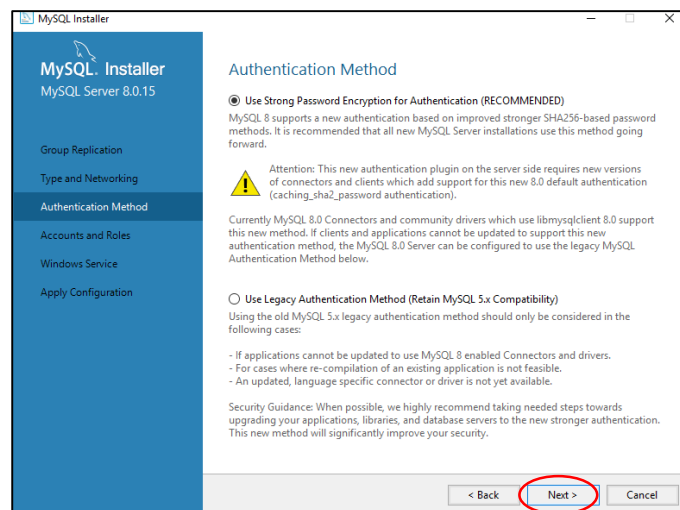 MySQL Installer
MySQL. Installer
MySQL Server 8.0.15
Group Replication
Type and Networking
Authentication Method
Accounts and Roles
Windows Service
Apply Configuration
Authentication Method
Use Strong Password Encryption for Authentication (RECOMMENDED)
MySQL 8 supports a new authentication based on improved stronger SHA256-based password
methods. It is recommended that all new MySQL Server installations use this method going
forward.
Attention: This new authentication plugin on the server side requires new versions
of connectors and clients which add support for this new 8.0 default authentication
(caching_sha2_password authentication).
Currently MySQL 8.0 Connectors and community drivers which use libmysqlclient 8.0 support
this new method. If clients and applications cannot be updated to support this new
authentication method, the MySQL 8.0 Server can be configured to use the legacy MySQL
Authentication Method below.
Use Legacy Authentication Method (Retain MySQL 5.x Compatibility)
Using the old MySQL 5.x legacy authentication method should only be considered in the
following cases:
- If applications cannot be updated to use MySQL 8 enabled Connectors and drivers.
- For cases where re-compilation of an existing application is not feasible.
- An updated, language specific connector or driver is not yet available.
Security Guidance: When possible, we highly recommend taking needed steps towards
upgrading your applications, libraries, and database servers to the new stronger authentication.
This new method will significantly improve your security.
< Back Next > Cancel